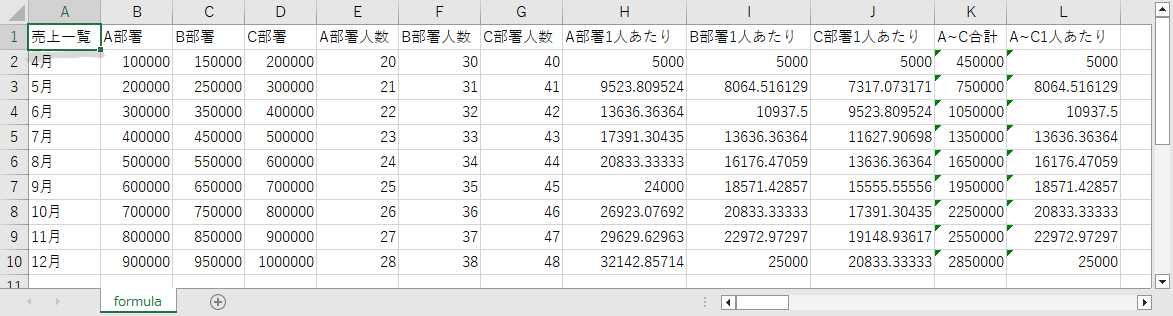 A B C D E F G H I J K L
1 売上一覧 A部署 B部署 C部署 A部署人数 B部署人数 C部署人数 A部署1人あたり B部署1人あたり C部署1人あたり A~C合計 A~C1人あたり
2 4月 100000 150000 200000 20 30 40 5000 5000 5000 450000 5000
3 5月 200000 250000 300000 21 31 41 9523.809524 8064.516129 7317.073171 750000 8064.516129
4 6月 300000 350000 400000 22 32 42 13636.36364 10937.5 9523.809524 1050000 10937.5
5 7月 400000 450000 500000 23 33 43 17391.30435 13636.36364 11627.90698 1350000 13636.36364
6 8月 500000 550000 600000 24 34 44 20833.33333 16176.47059 13636.36364 1650000 16176.47059
7 9月 600000 650000 700000 25 35 45 24000 18571.42857 15555.55556 1950000 18571.42857
8 10月 700000 750000 800000 26 36 46 26923.07692 20833.33333 17391.30435 2250000 20833.33333
9 11月 800000 850000 900000 27 37 47 29629.62963 22972.97297 19148.93617 2550000 22972.97297
10 12月 900000 950000 1000000 28 38 48 32142.85714 25000 20833.33333 2850000 25000
11
formula